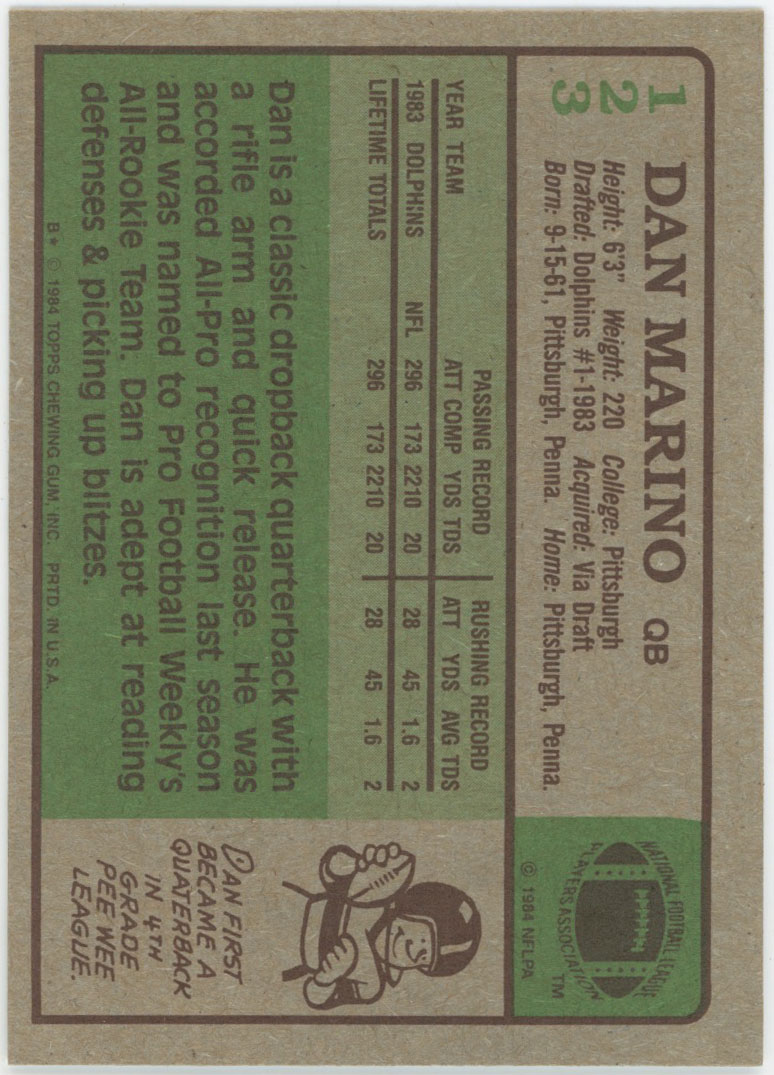 123
DAN MARINO QB
Height: 6'3" Weight: 220 College: Pittsburgh
Drafted: Dolphins #1-1983 Acquired: Via Draft
Born: 9-15-61, Pittsburgh, Penna. Home: Pittsburgh, Penna.
NATIONAL FOOTBALL LEAGUE
PLAYERS ASSOCIATION
TM
© 1984 NFLPA
PASSING RECORD RUSHING RECORD
YEAR TEAM ATT COMP YDS TDS ATT YDS AVG TDS
1983 DOLPHINS NFL 296 173 2210 20 28 45 1.6 2
LIFETIME TOTALS 296 173 2210 20 28 45 1.6 2
Dan is a classic dropback quarterback with
a rifle arm and quick release. He was
accorded All-Pro recognition last season
and was named to Pro Football Weekly's
All-Rookie Team. Dan is adept at reading
defenses & picking up blitzes.
B* © 1984 TOPPS CHEWING GUM, INC. PRTD. IN U.S.A.
DAN FIRST
BECAME A
QUATERBACK
IN 4TH
GRADE
PEE WEE
LEAGUE.